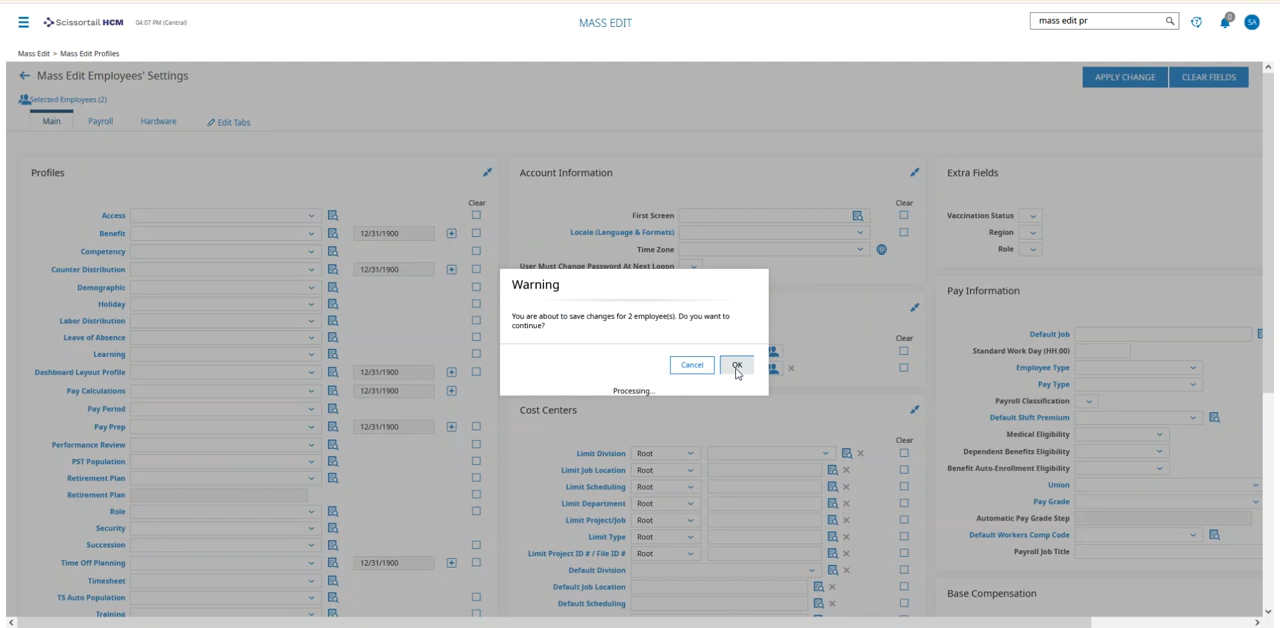 Scissortail HCM
04:07 PM (Central)
MASS EDIT
mass edit pr
0
SA
Mass Edit > Mass Edit Profiles
Mass Edit Employees' Settings
APPLY CHANGE
CLEAR FIELDS
Selected Employees (2)
Main
Payroll
Hardware
Edit Tabs
Profiles
Clear
Access
Benefit 12/31/1900
Competency
Counter Distribution 12/31/1900
Demographic
Holiday
Labor Distribution
Leave of Absence
Learning
Dashboard Layout Profile 12/31/1900
Pay Calculations 12/31/1900
Pay Period
Pay Prep 12/31/1900
Performance Review
PST Population
Retirement Plan
Retirement Plan
Role
Security
Succession
Time Off Planning 12/31/1900
Timesheet
TS Auto Population
Training
Account Information
Clear
First Screen
Locale (Language & Formats)
Time Zone
User Must Change Password At Next Logon
Warning
You are about to save changes for 2 employee(s). Do you want to
continue?
Cancel
OK
Processing...
Clear
Cost Centers
Clear
Limit Division Root
Limit Job Location Root
Limit Scheduling Root
Limit Department Root
Limit Project/Job Root
Limit Type Root
Limit Project ID # / File ID # Root
Default Division
Default Job Location
Default Scheduling
Extra Fields
Vaccination Status
Region
Role
Pay Information
Default Job
Standard Work Day (HH.00)
Employee Type
Pay Type
Payroll Classification
Default Shift Premium
Medical Eligibility
Dependent Benefits Eligibility
Benefit Auto-Enrollment Eligibility
Union
Pay Grade
Automatic Pay Grade Step
Default Workers Comp Code
Payroll Job Title
Base Compensation